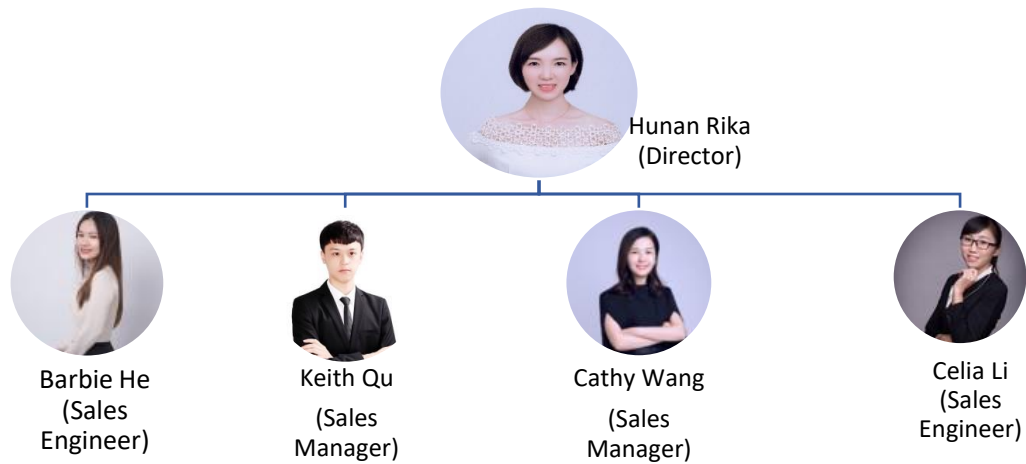 Hunan Rika
(Director)
Barbie He
(Sales
Engineer)
Keith Qu
(Sales
Manager)
Cathy Wang
(Sales
Manager)
Celia Li
(Sales
Engineer)